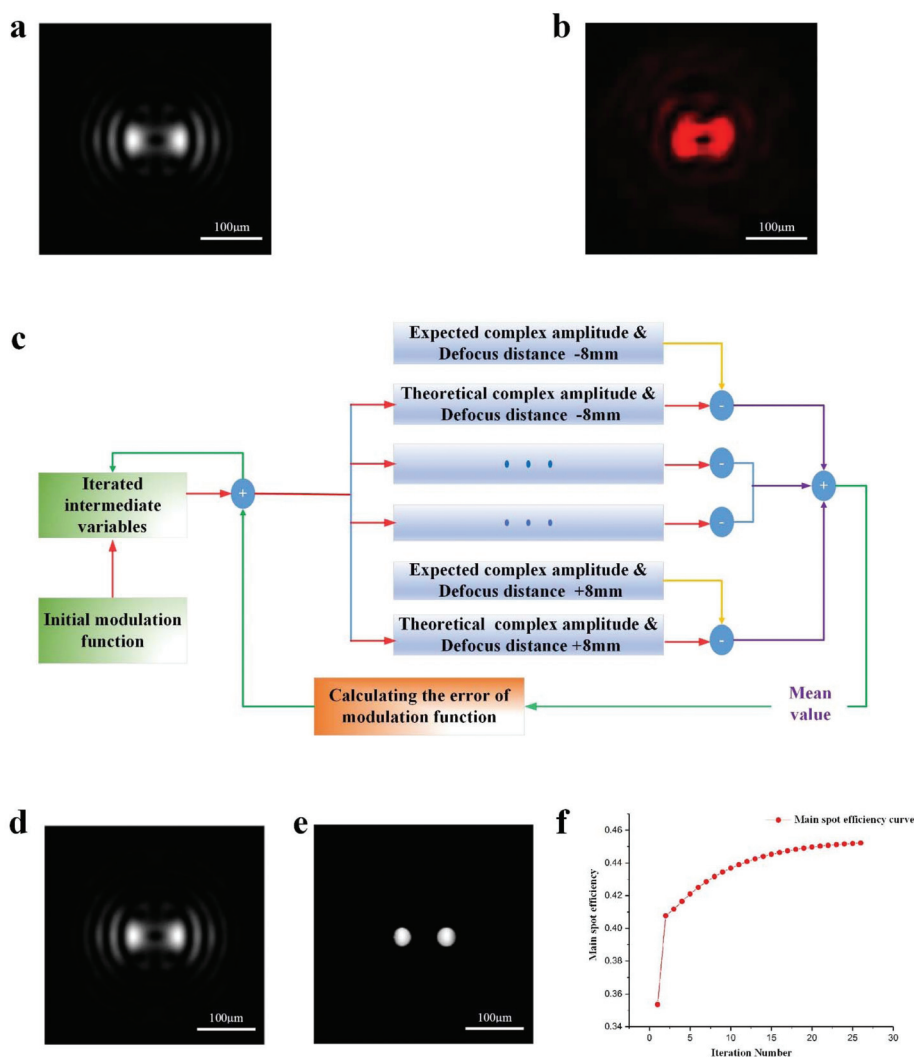 a
b
100μm
100μm
c
Expected complex amplitude &
Defocus distance -8mm
Theoretical complex amplitude &
Defocus distance -8mm
-
Iterated
intermediate
variables
+
• • •
-
+
• • •
-
Initial modulation
function
Expected complex amplitude &
Defocus distance +8mm
Theoretical complex amplitude &
Defocus distance +8mm
-
Calculating the error of
modulation function
Mean
value
d
e
f
100μm
100μm
Main spot efficiency curve
Main spot efficiency
0.46
0.44
0.42
0.40
0.38
0.36
0.34
0
5
10
15
20
25
30
Iteration Number